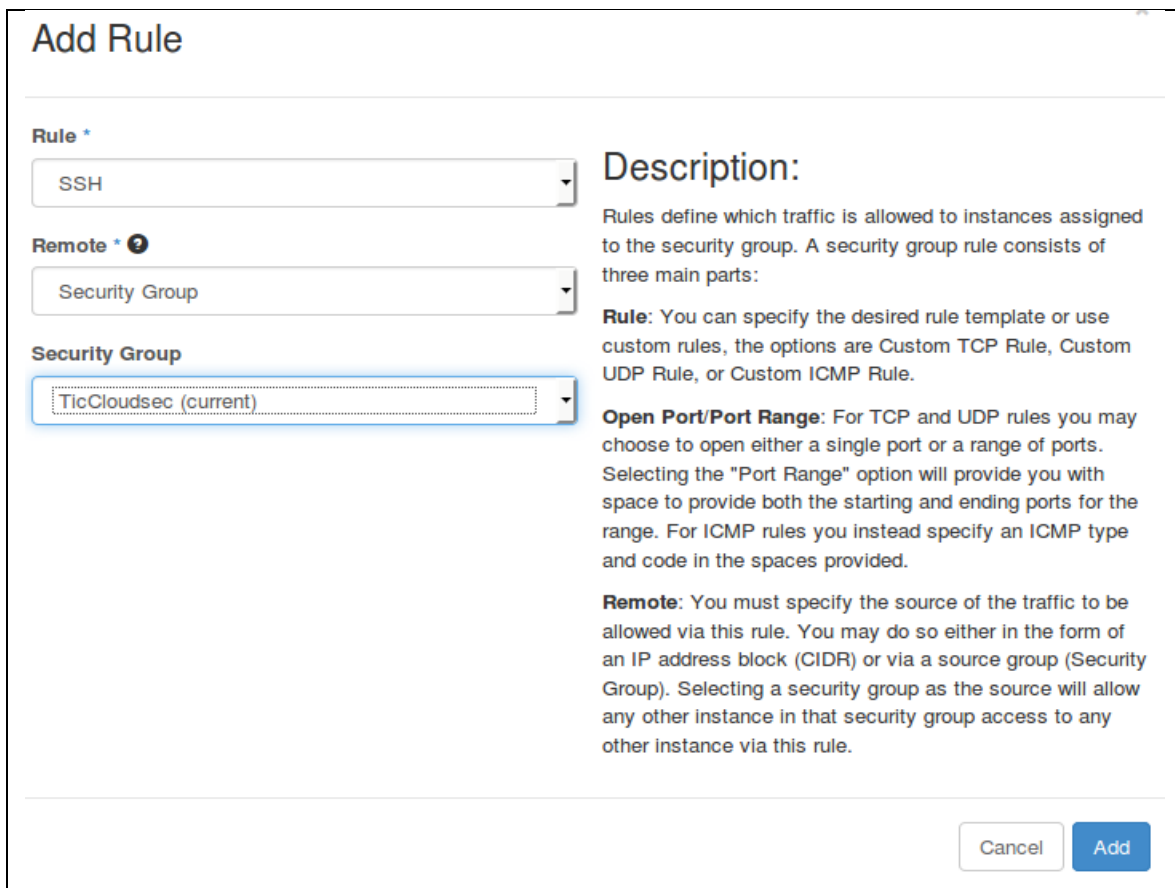 Add Rule
Rule *
SSH
Remote *
Security Group
Security Group
TicCloudsec (current)
Description:
Rules define which traffic is allowed to instances assigned
to the security group. A security group rule consists of
three main parts:
Rule: You can specify the desired rule template or use
custom rules, the options are Custom TCP Rule, Custom
UDP Rule, or Custom ICMP Rule.
Open Port/Port Range: For TCP and UDP rules you may
choose to open either a single port or a range of ports.
Selecting the "Port Range" option will provide you with
space to provide both the starting and ending ports for the
range. For ICMP rules you instead specify an ICMP type
and code in the spaces provided.
Remote: You must specify the source of the traffic to be
allowed via this rule. You may do so either in the form of
an IP address block (CIDR) or via a source group (Security
Group). Selecting a security group as the source will allow
any other instance in that security group access to any
other instance via this rule.
Cancel
Add